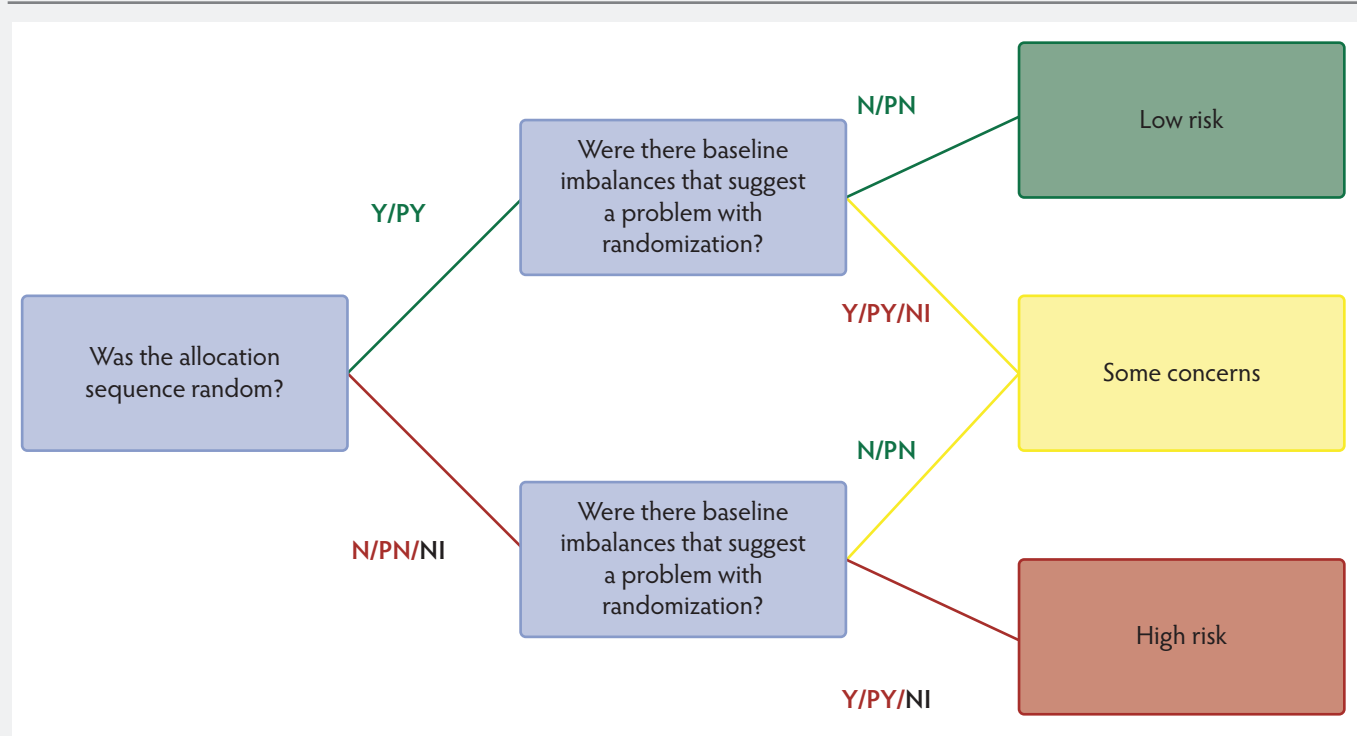 Was the allocation
sequence random?
Y/PY
N/PN/NI
Were there baseline
imbalances that suggest
a problem with
randomization?
N/PN
Y/PY/NI
Were there baseline
imbalances that suggest
a problem with
randomization?
N/PN
Y/PY/NI
Low risk
Some concerns
High risk